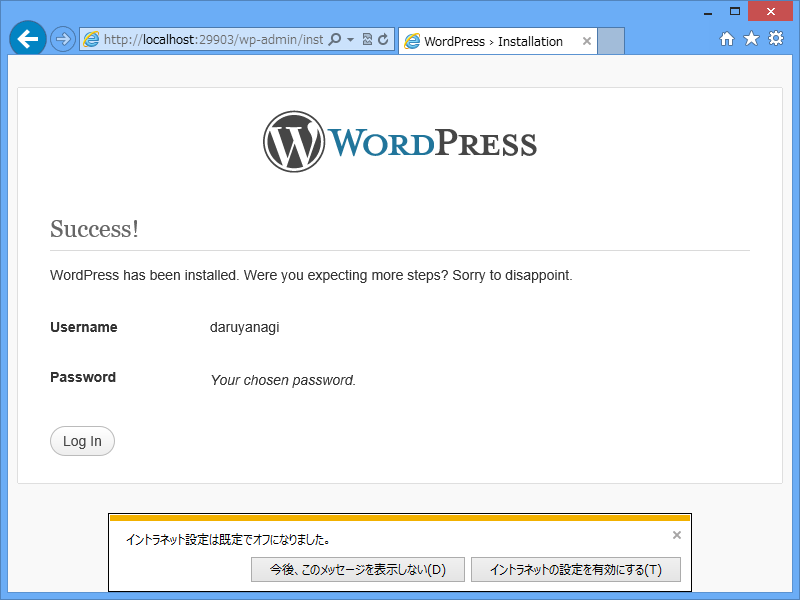 http://localhost:29903/wp-admin/inst
WordPress › Installation
WORDPRESS
Success!
WordPress has been installed. Were you expecting more steps? Sorry to disappoint.
Username daruyanagi
Password Your chosen password.
Log In
イントラネット設定は既定でオフになりました。
今後、このメッセージを表示しない(D) イントラネットの設定を有効にする(T)